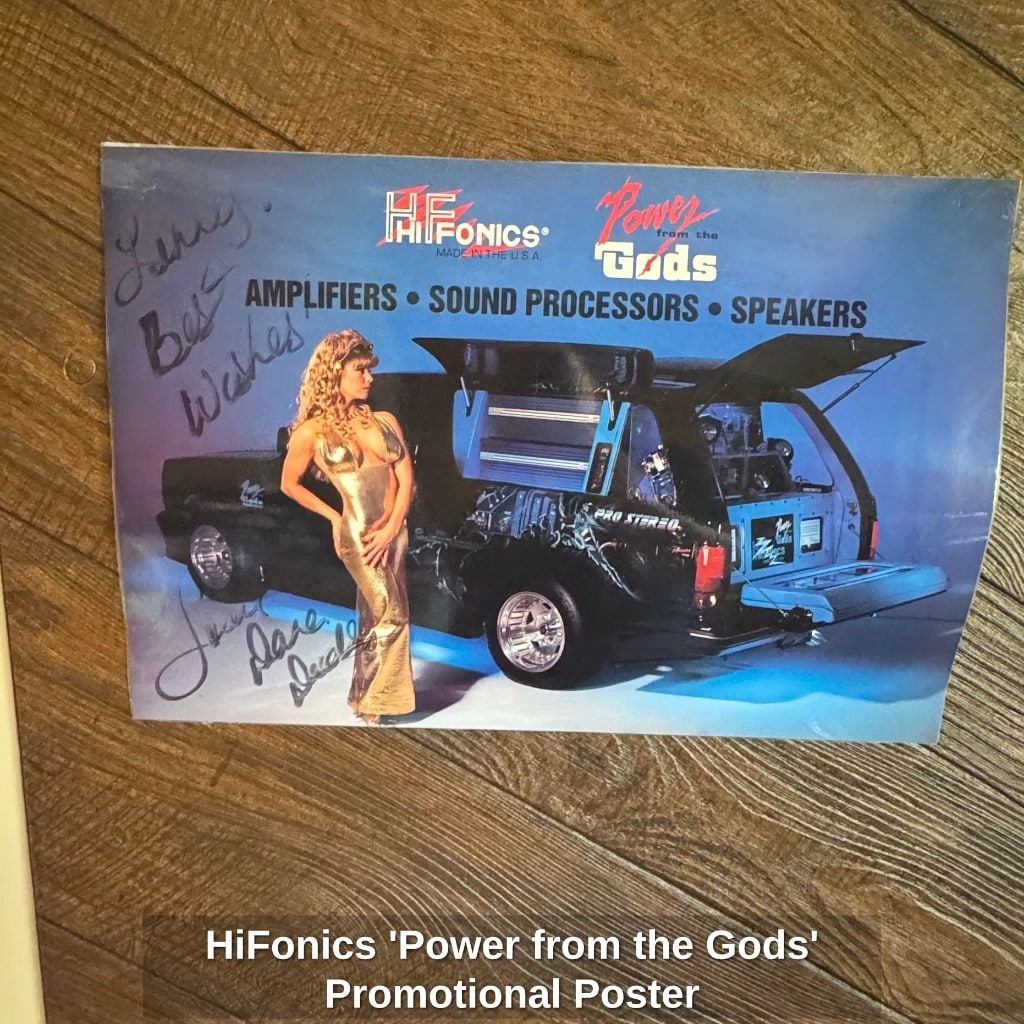 HIFONICS®
MADE IN THE U.S.A.
Power
from the
Gods
AMPLIFIERS • SOUND PROCESSORS • SPEAKERS
Best
Wishes!
PRO STEREO
HiFonics 'Power from the Gods'
Promotional Poster